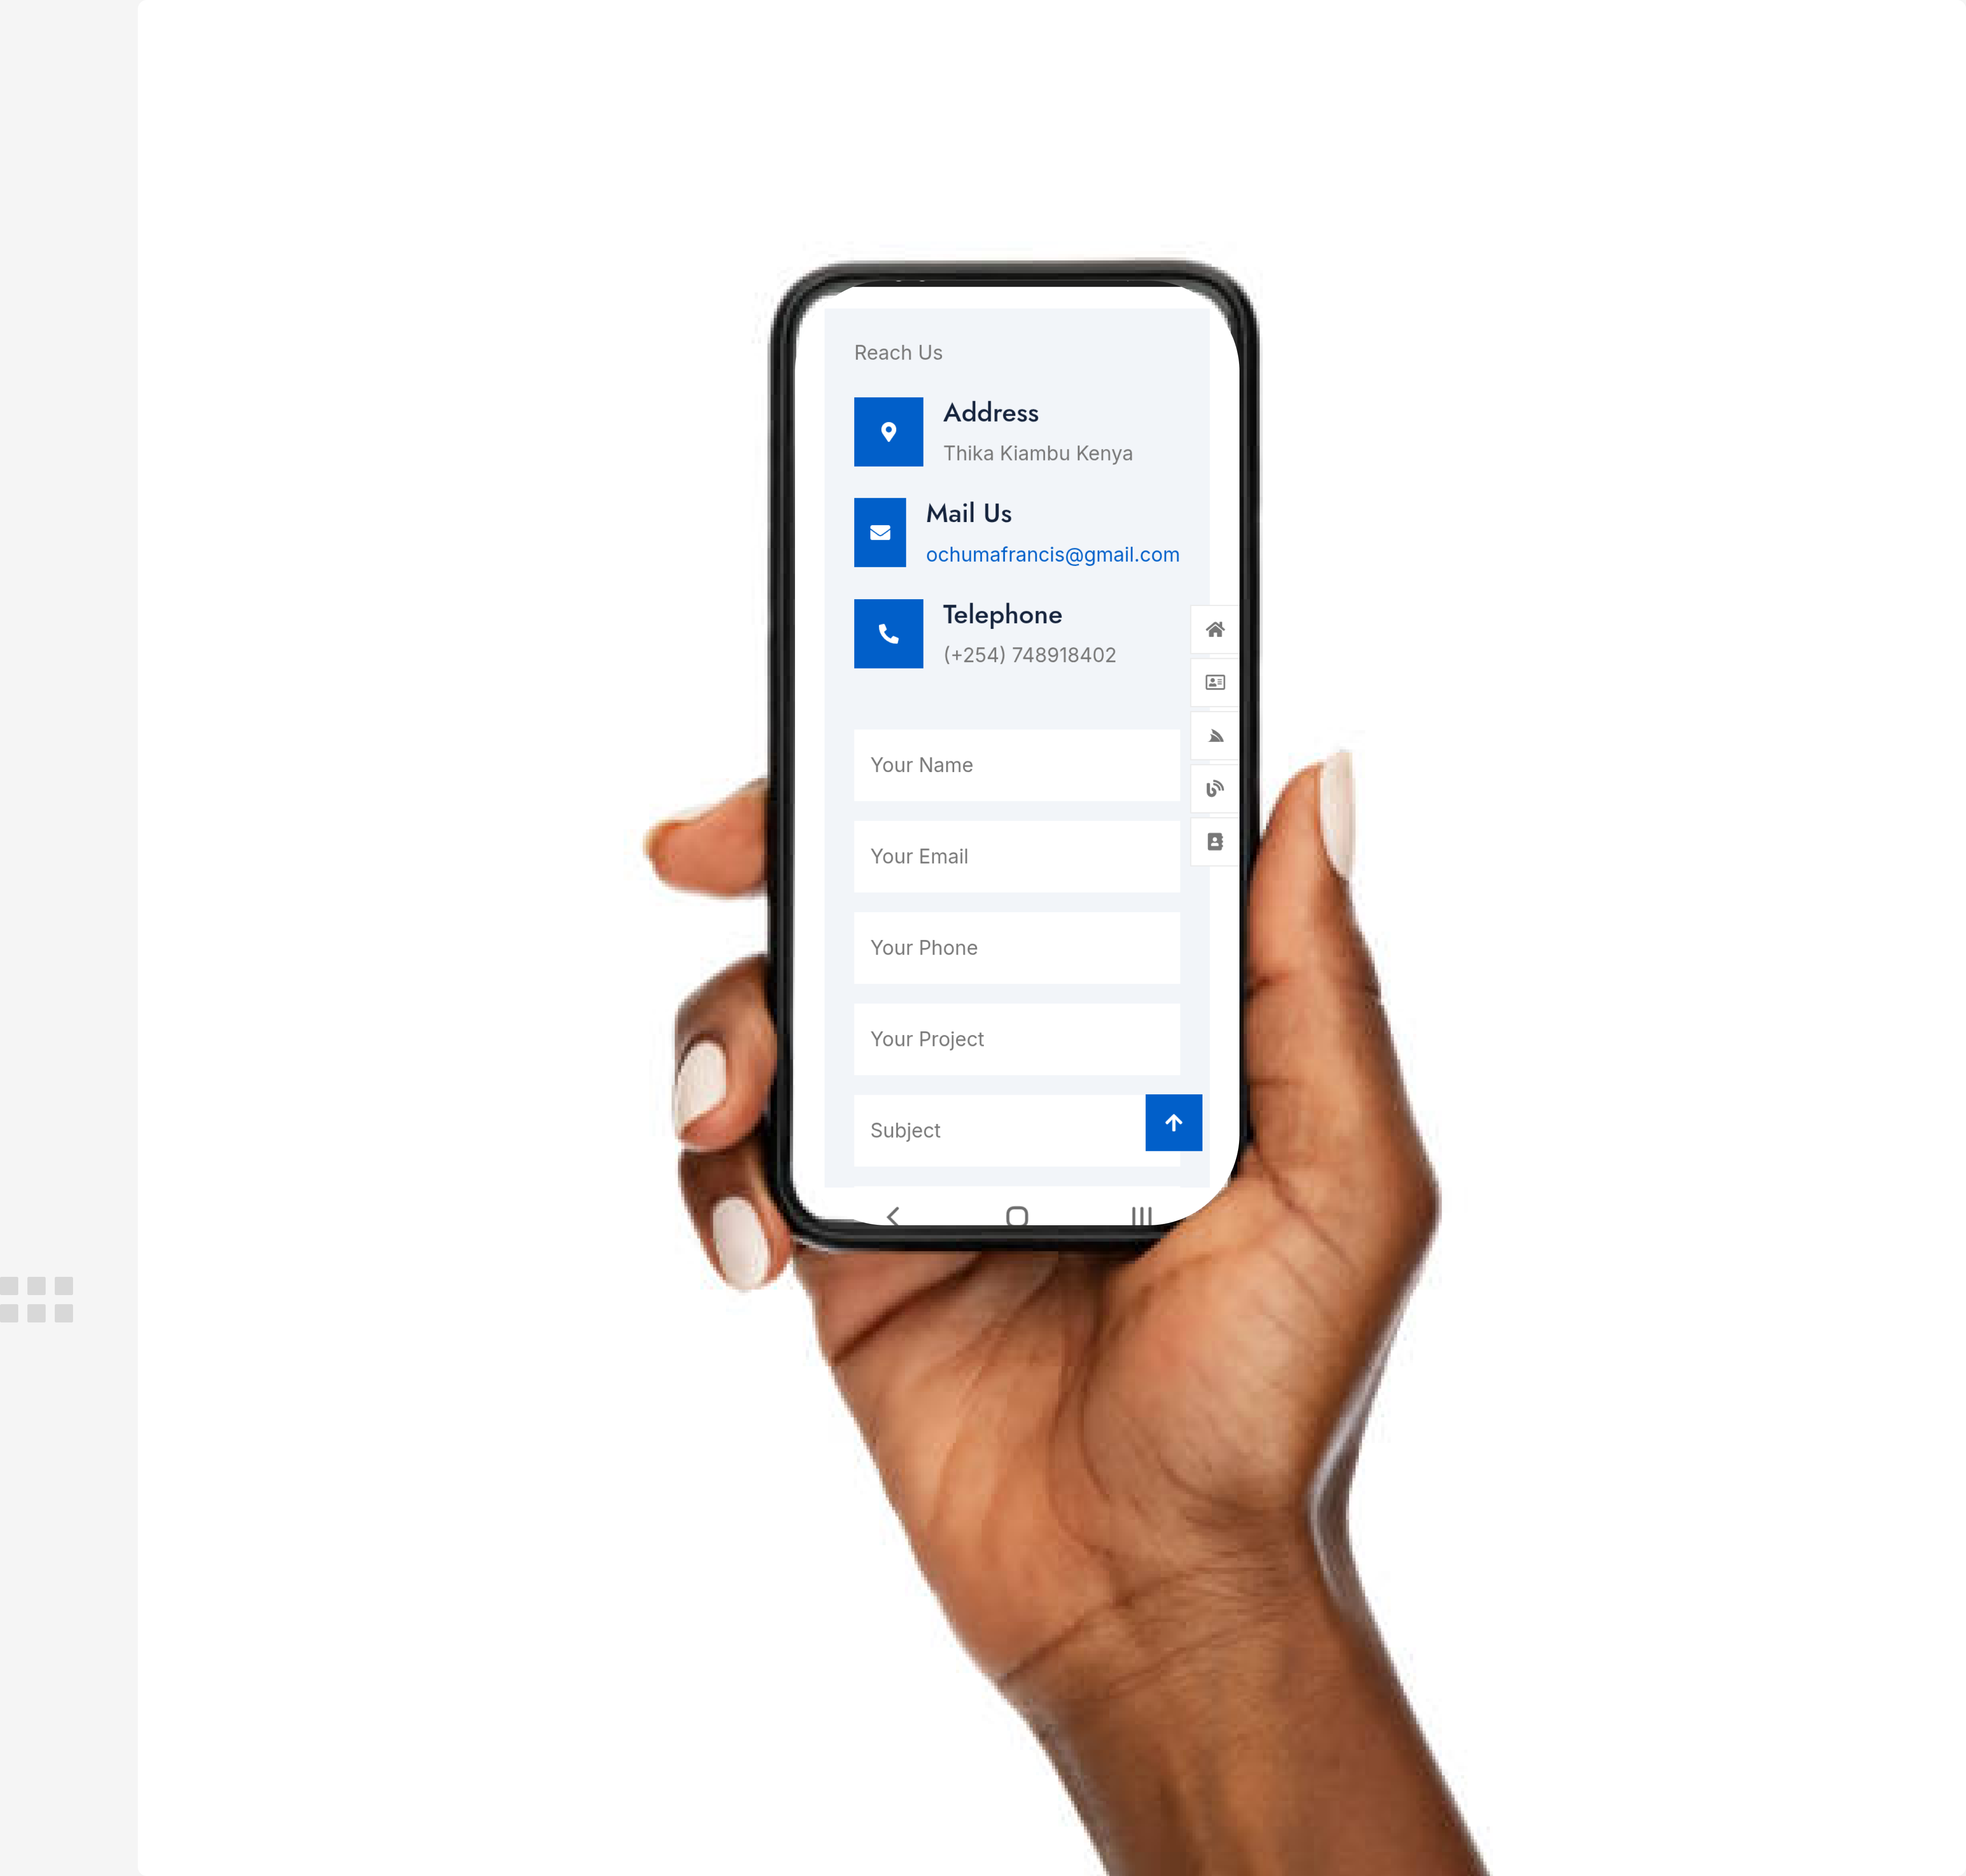 Reach Us
Address
Thika Kiambu Kenya
Mail Us
ochumafrancis@gmail.com
Telephone
(+254) 748918402
Your Name
Your Email
Your Phone
Your Project
Subject